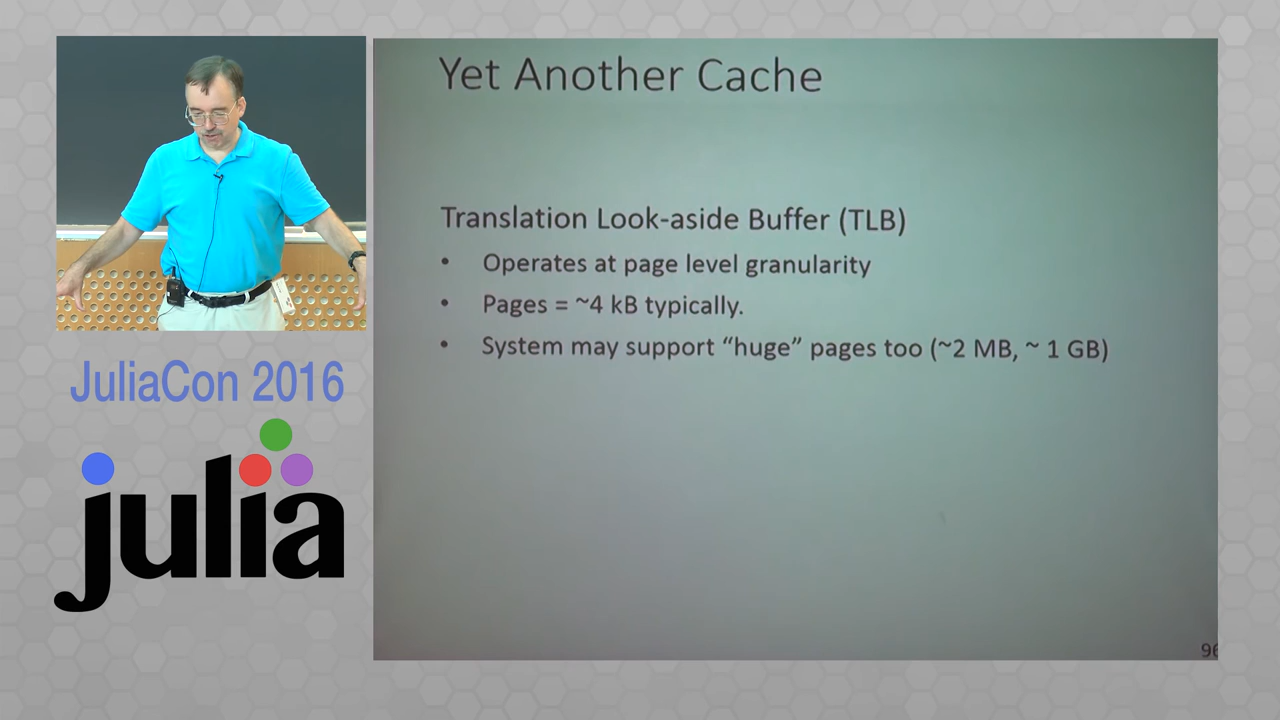 Yet Another Cache
Translation Look-aside Buffer (TLB)
• Operates at page level granularity
• Pages = ~4 kB typically.
• System may support “huge” pages too (~2 MB, ~ 1 GB)
96
JuliaCon 2016
julia